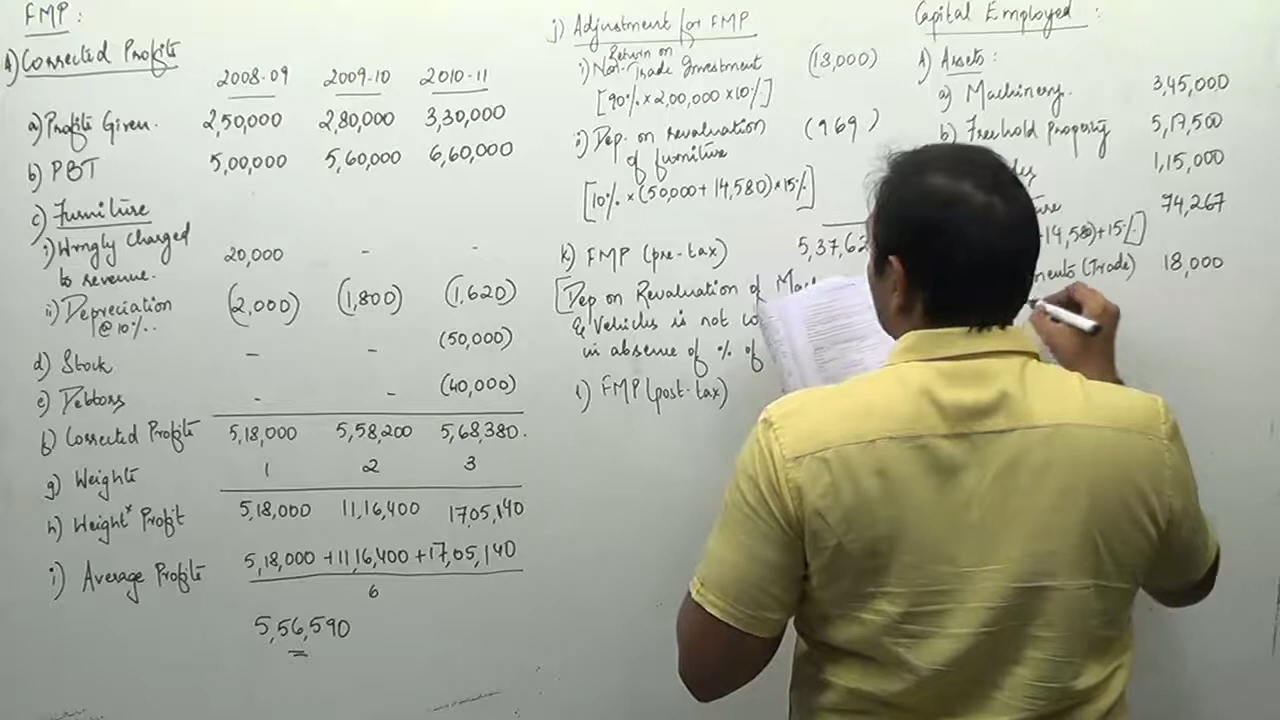 FMP:
A) Corrected Profits
2008-09 2009-10 2010-11
a) Profits Given. 2,50,000 2,80,000 3,30,000
b) PBT 5,00,000 5,60,000 6,60,000
c) Furniture
i) Wrongly Charged to revenue. 20,000 - -
ii) Depreciation @10%. (2,000) (1,800) (1,620)
d) Stock - - (50,000)
e) Debtors - - (40,000)
f) Corrected Profits 5,18,000 5,58,200 5,68,380.
g) Weights 1 2 3
h) Weight x Profit 5,18,000 11,16,400 17,05,140
i) Average Profits 5,18,000 + 11,16,400 + 17,05,140
6
5,56,590
j) Adjustment for FMP
Return on
i) Non-Trade Investment (18,000)
[90% x 2,00,000 x 10%]
ii) Dep. on revaluation (969)
of furniture
[10% x (50,000 + 14,580) x 15%]
k) FMP (pre-tax) 5,37,62
[Dep on Revaluation of
& Vehicles is not
in absence of % of
l) FMP (post-tax)
Capital Employed :
A) Assets :
a) Machinery. 3,45,000
b) Freehold Property 5,17,500
1,15,000
74,267
+14,580)+15%]
(Trade) 18,000